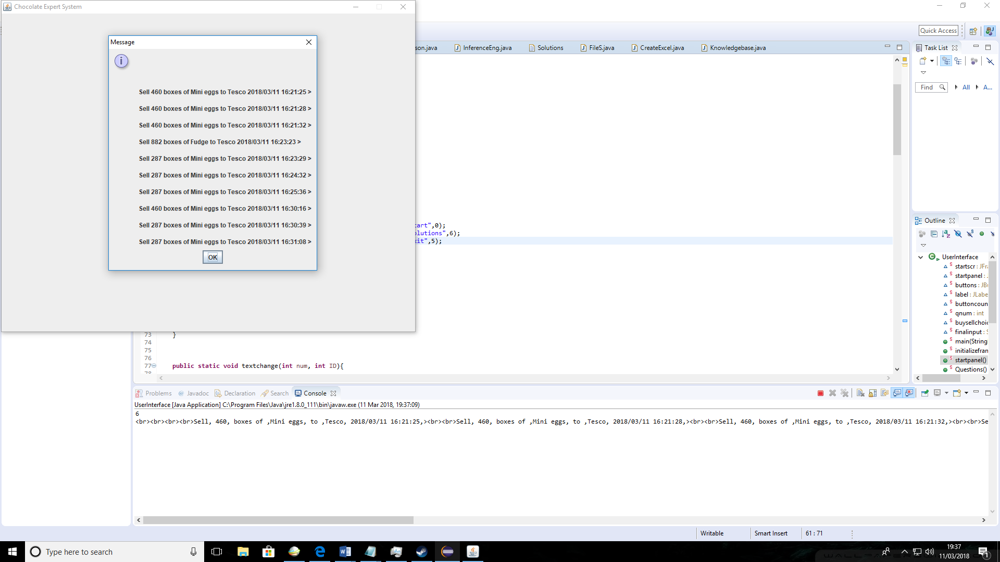 Chocolate Expert System
Message
Sell 460 boxes of Mini eggs to Tesco 2018/03/11 16:21:25 >
Sell 460 boxes of Mini eggs to Tesco 2018/03/11 16:21:28 >
Sell 460 boxes of Mini eggs to Tesco 2018/03/11 16:21:32 >
Sell 882 boxes of Fudge to Tesco 2018/03/11 16:23:23 >
Sell 287 boxes of Mini eggs to Tesco 2018/03/11 16:23:29 >
Sell 287 boxes of Mini eggs to Tesco 2018/03/11 16:24:32 >
Sell 287 boxes of Mini eggs to Tesco 2018/03/11 16:25:36 >
Sell 460 boxes of Mini eggs to Tesco 2018/03/11 16:30:16 >
Sell 287 boxes of Mini eggs to Tesco 2018/03/11 16:30:39 >
Sell 287 boxes of Mini eggs to Tesco 2018/03/11 16:31:08 >
OK
Quick Access
son.java InferenceEng.java Solutions FileS.java CreateExcel.java Knowledgebase.java
tart",0);
olutions",6);
xit",5);
73 }
74
75
76
77 public static void textchange(int num, int ID){
78
Task List
Find All A...
Outline
UserInterface
startscr : JFra
startpanel : J
buttons : JBu
label : JLabe
buttoncoun
qnum : int
buysellchoic
finalinput : S
main(String
initializefran
startpanel()
Questions()
Problems Javadoc Declaration Search Console
UserInterface [Java Application] C:\Program Files\Java\jre1.8.0_111\bin\javaw.exe (11 Mar 2018, 19:37:09)
6
<br><br><br><br>Sell, 460, boxes of ,Mini eggs, to ,Tesco, 2018/03/11 16:21:25,><br><br>Sell, 460, boxes of ,Mini eggs, to ,Tesco, 2018/03/11 16:21:28,><br><br>Sell, 460, boxes of ,Mini eggs, to ,Tesco, 2018/03/11 16:21:32,><br><br>Se
Writable Smart Insert 61 : 71
Type here to search
19:37
11/03/2018
1